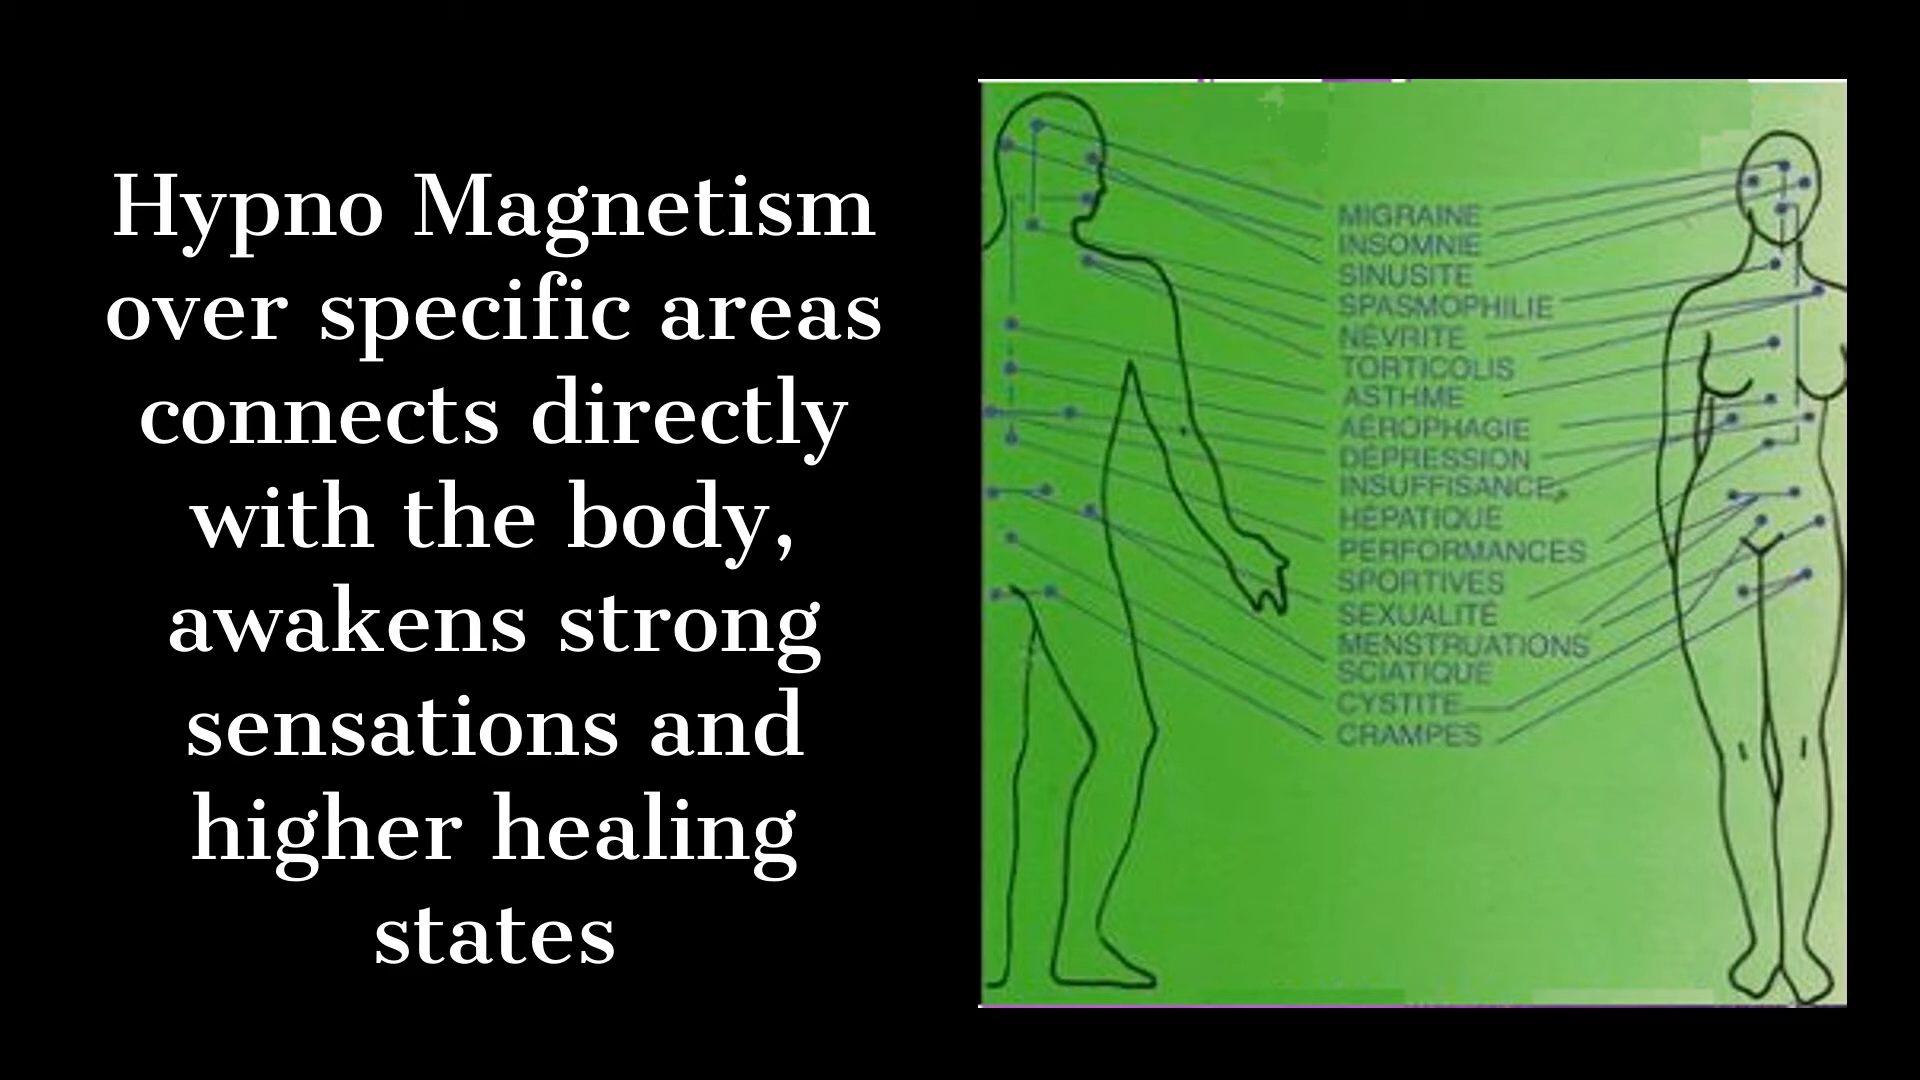 Hypno Magnetism
over specific areas
connects directly
with the body,
awakens strong
sensations and
higher healing
states
MIGRAINE
INSOMNIE
SINUSITE
SPASMOPHILIE
NÉVRITE
TORTICOLIS
ASTHME
AÉROPHAGIE
DÉPRESSION
INSUFFISANCE
HÉPATIQUE
PERFORMANCES
SPORTIVES
SEXUALITÉ
MENSTRUATIONS
SCIATIQUE
CYSTITE
CRAMPES